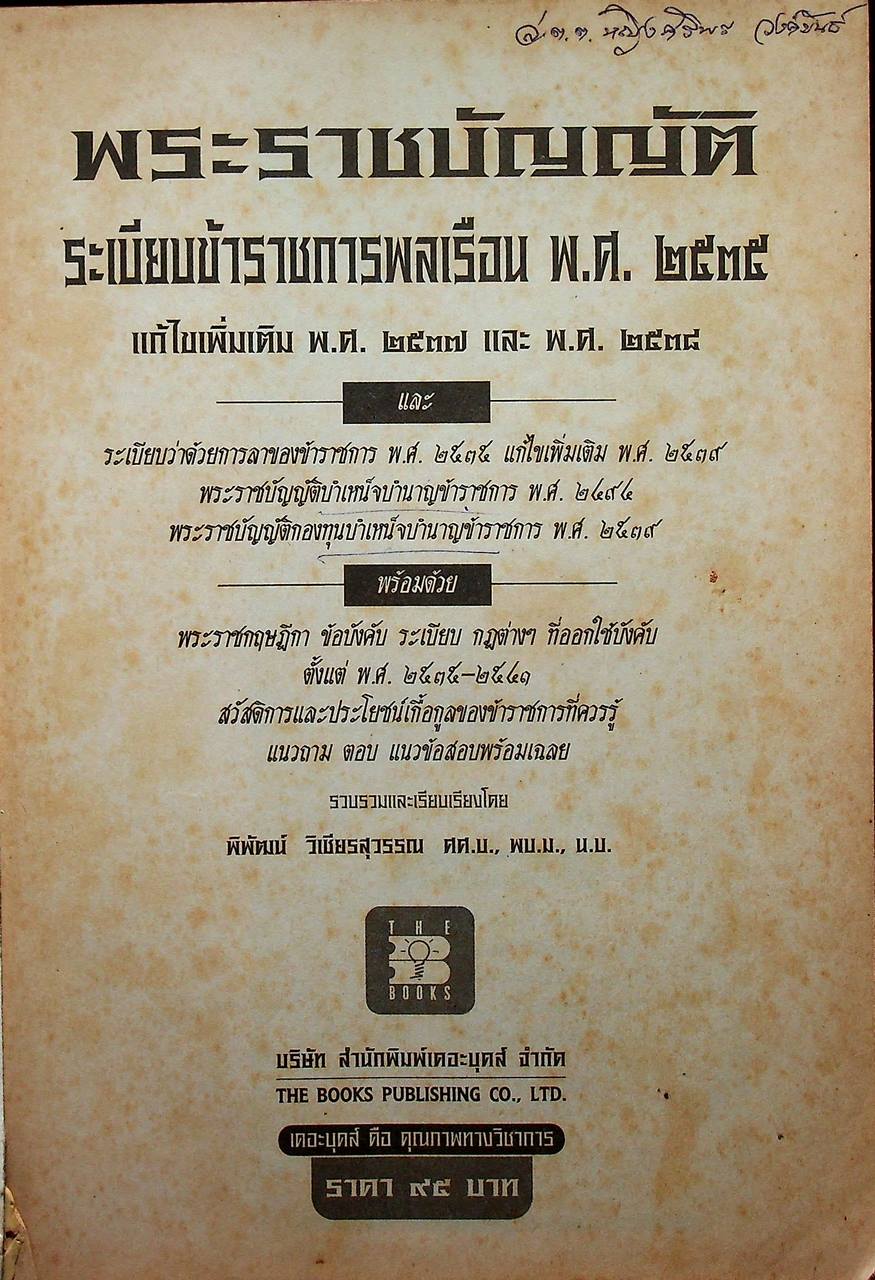 ส.ต.ต.หญิงศิริพร วงศ์ขันธ์
พระราชบัญญัติ
ระเบียบข้าราชการพลเรือน พ.ศ. ๒๕๓๕
แก้ไขเพิ่มเติม พ.ศ. ๒๕๓๗ และ พ.ศ. ๒๕๓๘
และ
ระเบียบว่าด้วยการลาของข้าราชการ พ.ศ. ๒๕๓๕ แก้ไขเพิ่มเติม พ.ศ. ๒๕๓๙
พระราชบัญญัติบำเหน็จบำนาญข้าราชการ พ.ศ. ๒๔๙๔
พระราชบัญญัติกองทุนบำเหน็จบำนาญข้าราชการ พ.ศ. ๒๕๓๙
พร้อมด้วย
พระราชกฤษฎีกา ข้อบังคับ ระเบียบ กฎต่างๆ ที่ออกใช้บังคับ
ตั้งแต่ พ.ศ. ๒๕๓๕–๒๕๔๑
สวัสดิการและประโยชน์เกื้อกูลของข้าราชการที่ควรรู้
แนวถาม ตอบ แนวข้อสอบพร้อมเฉลย
รวบรวมและเรียบเรียงโดย
พิพัฒน์ วิเชียรสุวรรณ ศศ.บ., พบ.ม., น.บ.
THE
BOOKS
บริษัท สำนักพิมพ์เดอะบุคส์ จำกัด
THE BOOKS PUBLISHING CO., LTD.
เดอะบุคส์ คือ คุณภาพทางวิชาการ
ราคา ๙๕ บาท